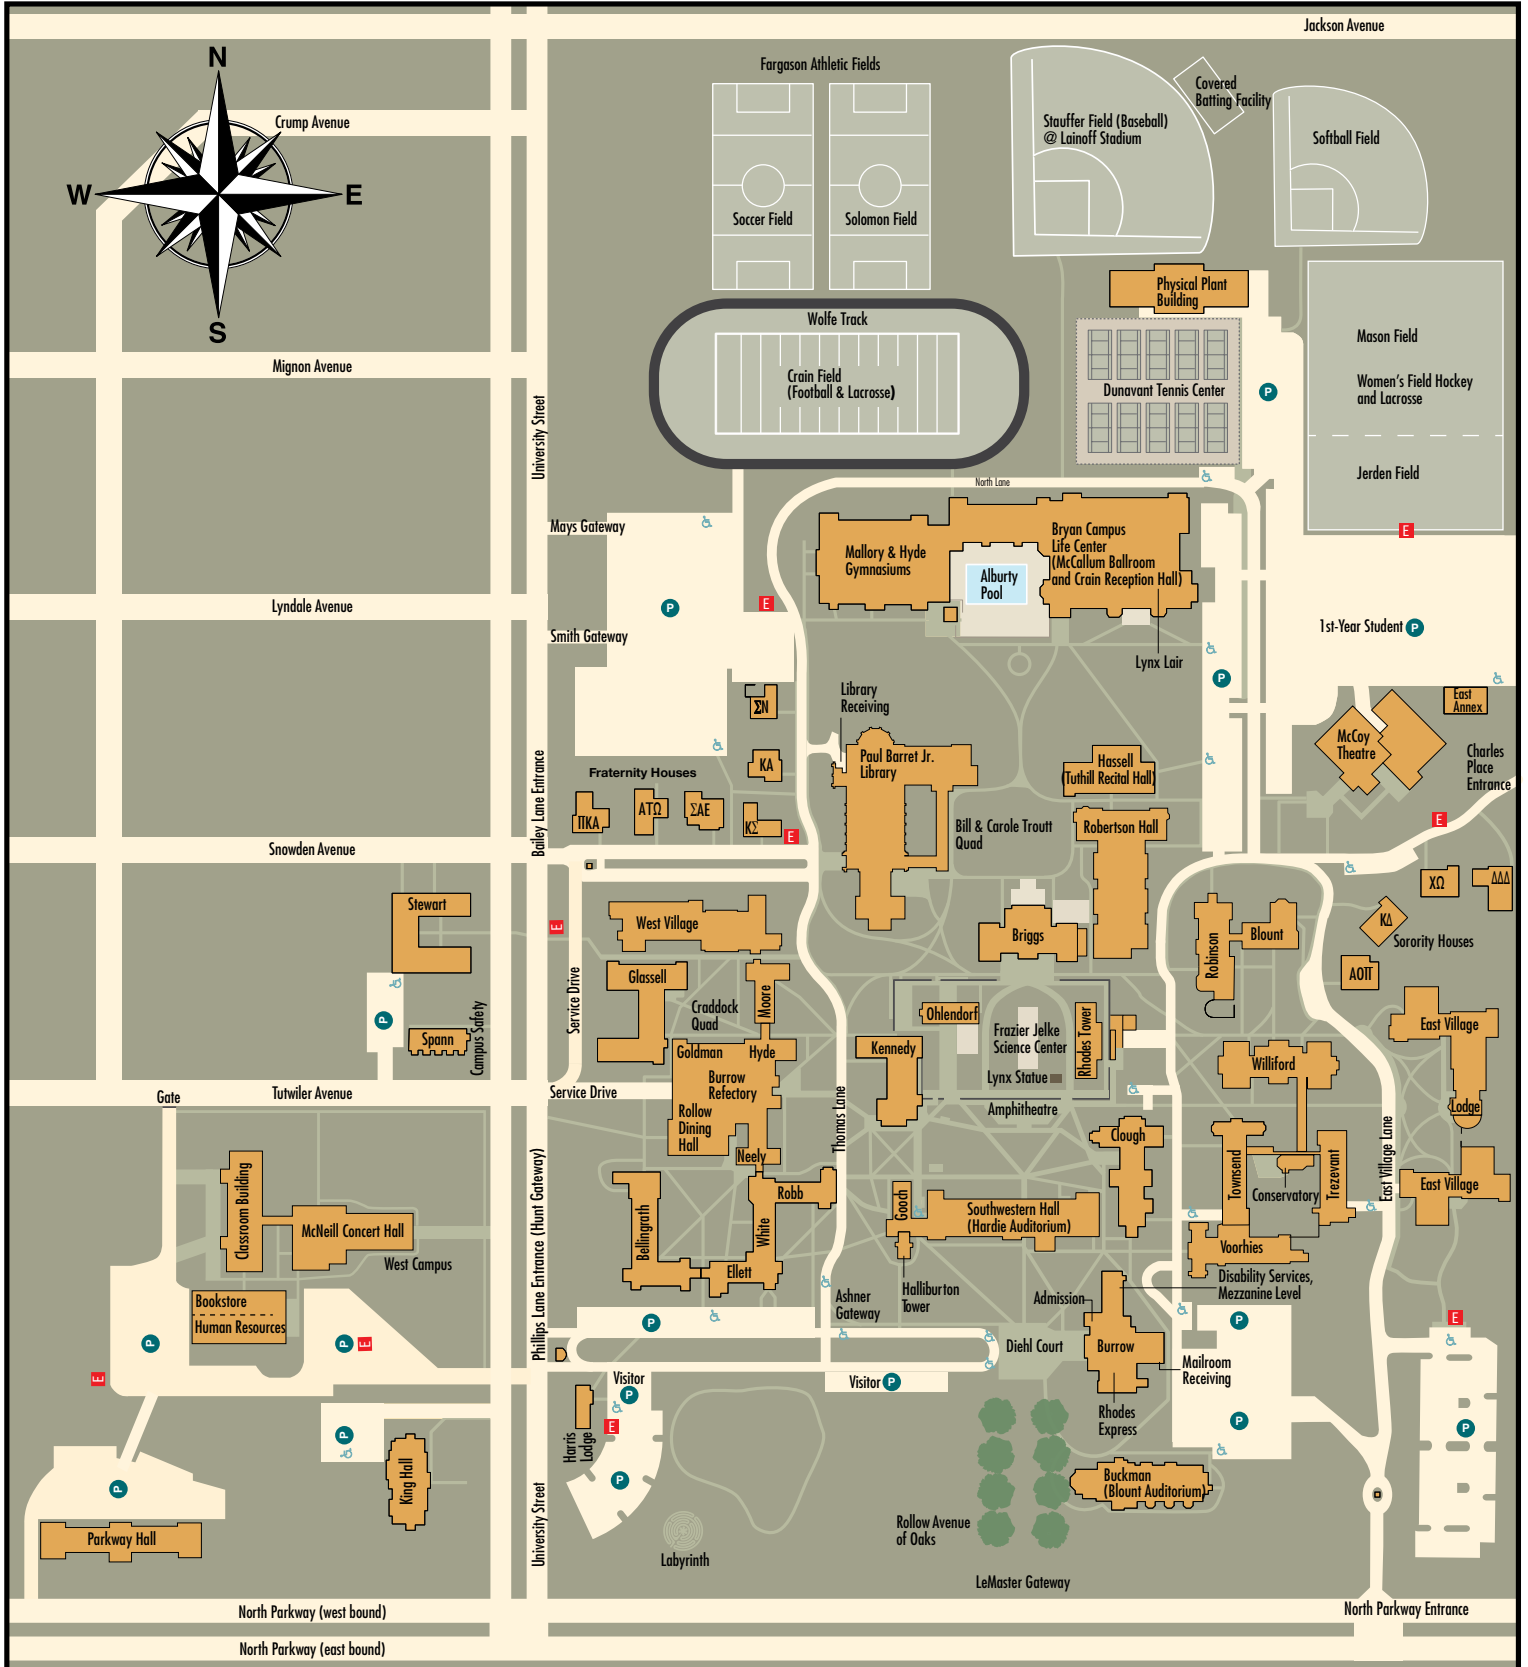 Jackson Avenue
N
W
E
S
Crump Avenue
Fargason Athletic Fields
Soccer Field
Solomon Field
Stauffer Field (Baseball)
@ Lainoff Stadium
Covered
Batting Facility
Softball Field
Physical Plant
Building
Wolfe Track
Crain Field
(Football & Lacrosse)
Dunavant Tennis Center
P
Mason Field
Women's Field Hockey
and Lacrosse
Jerden Field
E
Mignon Avenue
University Street
North Lane
Mays Gateway
Mallory & Hyde
Gymnasiums
Bryan Campus
Life Center
(McCallum Ballroom
and Crain Reception Hall)
Alburty
Pool
Lynx Lair
Lyndale Avenue
P
E
Smith Gateway
1st-Year Student P
P
Library
Receiving
East
Annex
McCoy
Theatre
Charles
Place
Entrance
ΣN
KA
Fraternity Houses
ΠKA
ATΩ
ΣAE
KΣ
E
Paul Barret Jr.
Library
Bill & Carole Troutt
Quad
Hassell
(Tuthill Recital Hall)
Robertson Hall
E
Bailey Lane Entrance
Snowden Avenue
Stewart
E
West Village
Briggs
Robinson
Blount
XΩ
ΔΔΔ
KΔ
Sorority Houses
AOΠ
Glassell
Craddock
Quad
Moore
Service Drive
P
Spann
Campus Safety
Ohlendorf
Frazier Jelke
Science Center
Rhodes Tower
Lynx Statue
Amphitheatre
Kennedy
East Village
Williford
Lodge
Goldman
Hyde
Burrow
Refectory
Rollow
Dining
Hall
Neely
Tutwiler Avenue
Service Drive
Gate
Thomas Lane
Clough
Townsend
Conservatory
Trezevant
East Village Lane
East Village
Classroom Building
McNeill Concert Hall
West Campus
Bookstore
Human Resources
Phillips Lane Entrance (Hunt Gateway)
Bellingrath
White
Robb
Ellett
Gooch
Southwestern Hall
(Hardie Auditorium)
Halliburton
Tower
Voorhies
Disability Services,
Mezzanine Level
Admission
Ashner
Gateway
P
P
P
E
E
Diehl Court
Burrow
Mailroom
Receiving
P
E
Visitor
P
Visitor P
Rhodes
Express
P
P
Harris
Lodge
E
P
P
King Hall
P
Buckman
(Blount Auditorium)
Rollow Avenue
of Oaks
Parkway Hall
University Street
Labyrinth
LeMaster Gateway
North Parkway (west bound)
North Parkway Entrance
North Parkway (east bound)